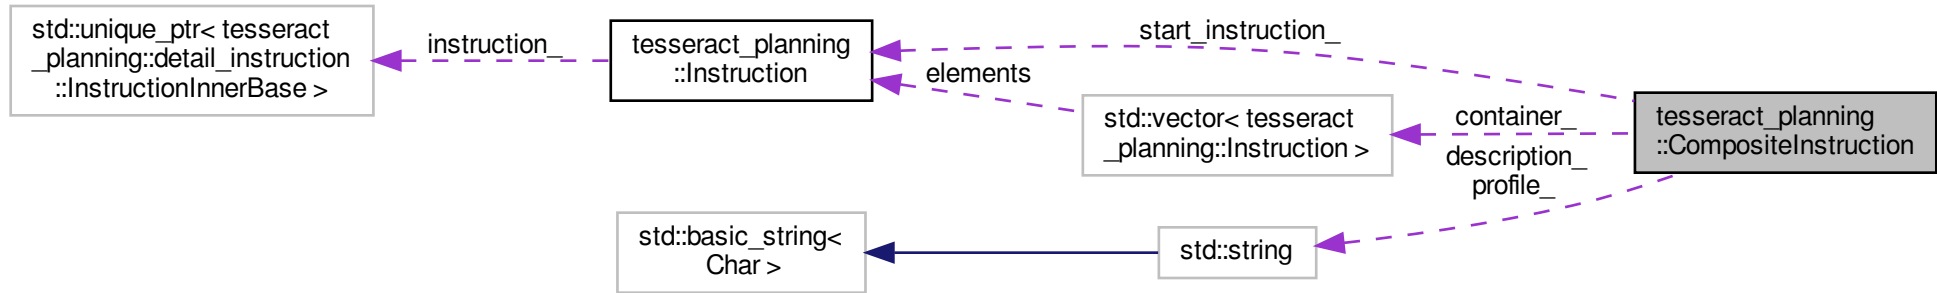 std::unique_ptr< tesseract
_planning::detail_instruction
::InstructionInnerBase >
instruction_
tesseract_planning
::Instruction
start_instruction_
elements
std::vector< tesseract
_planning::Instruction >
container_
description_
profile_
tesseract_planning
::CompositeInstruction
std::basic_string<
Char >
std::string